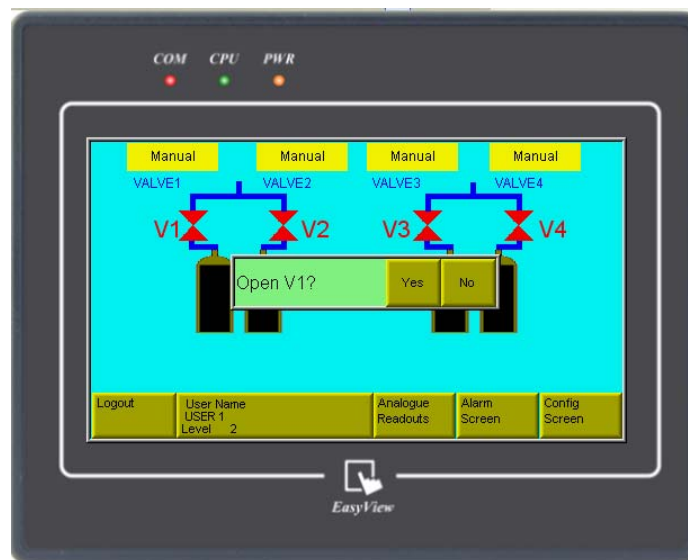 COM CPU PWR
Manual Manual Manual Manual
VALVE1 VALVE2 VALVE3 VALVE4
V1 V2 V3 V4
Open V1? Yes No
Logout
User Name
USER 1
Level 2
Analogue
Readouts
Alarm
Screen
Config
Screen
EasyView